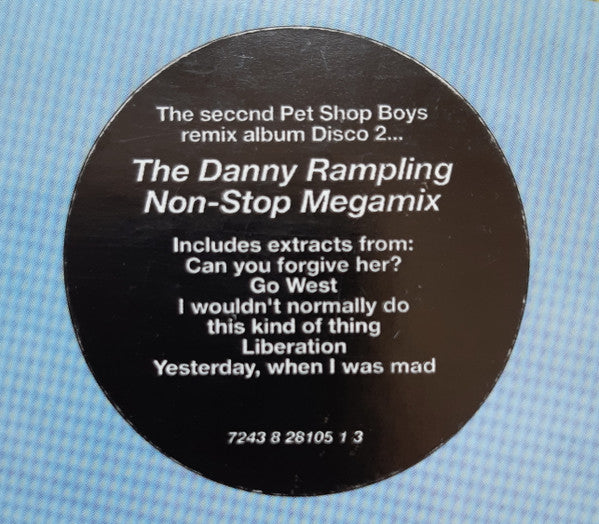 The second Pet Shop Boys
remix album Disco 2...
The Danny Rampling
Non-Stop Megamix
Includes extracts from:
Can you forgive her?
Go West
I wouldn't normally do
this kind of thing
Liberation
Yesterday, when I was mad
7243 8 28105 1 3